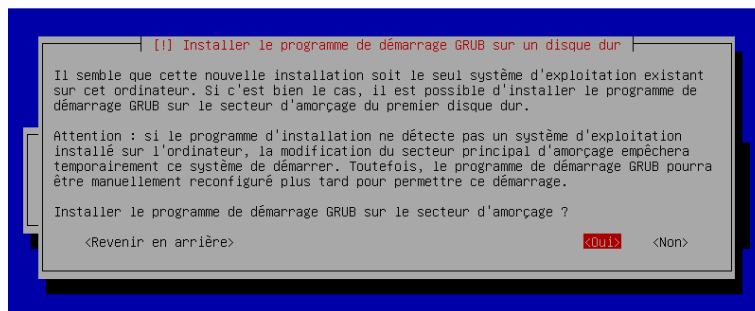 [!] Installer le programme de démarrage GRUB sur un disque dur
Il semble que cette nouvelle installation soit le seul système d'exploitation existant
sur cet ordinateur. Si c'est bien le cas, il est possible d'installer le programme de
démarrage GRUB sur le secteur d'amorçage du premier disque dur.
Attention : si le programme d'installation ne détecte pas un système d'exploitation
installé sur l'ordinateur, la modification du secteur principal d'amorçage empêchera
temporairement ce système de démarrer. Toutefois, le programme de démarrage GRUB pourra
être manuellement reconfiguré plus tard pour permettre ce démarrage.
Installer le programme de démarrage GRUB sur le secteur d'amorçage ?
<Revenir en arrière> <Oui> <Non>